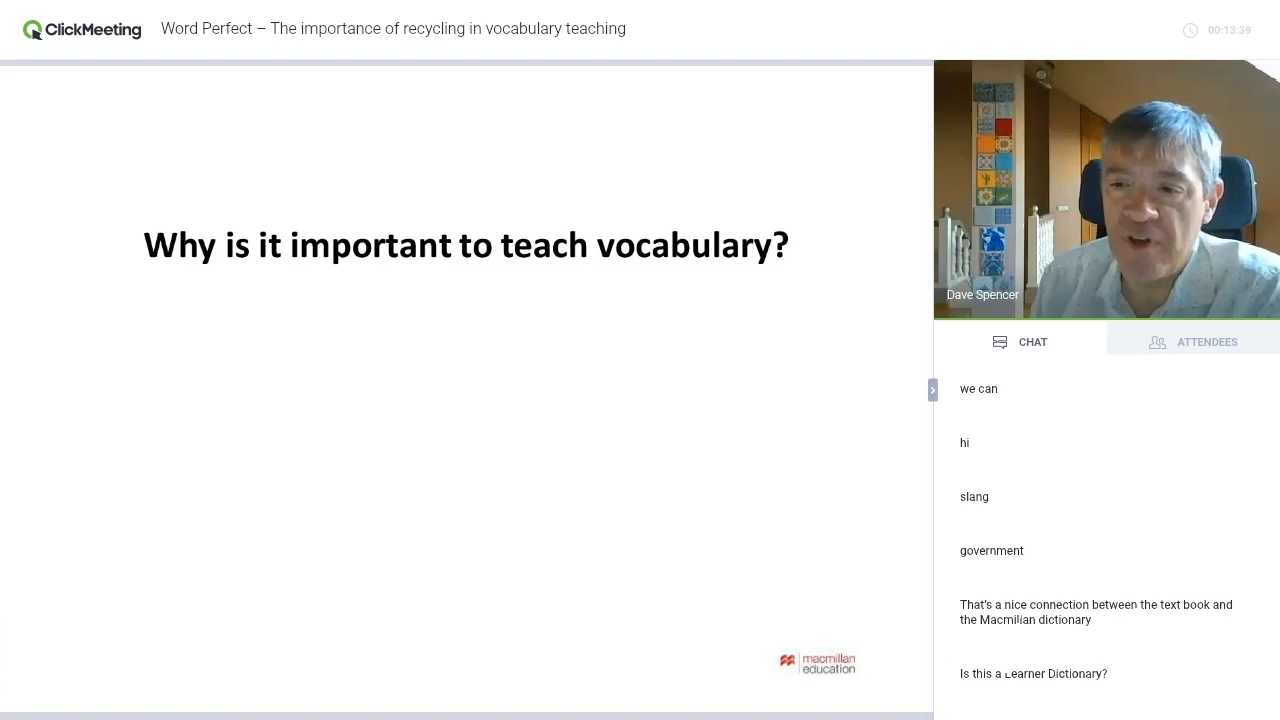 ClickMeeting
Word Perfect – The importance of recycling in vocabulary teaching
00:13:39
Why is it important to teach vocabulary?
macmillan
education
Dave Spencer
CHAT
ATTENDEES
we can
hi
slang
government
That's a nice connection between the text book and
the Macmilian dictionary
Is this a Learner Dictionary?